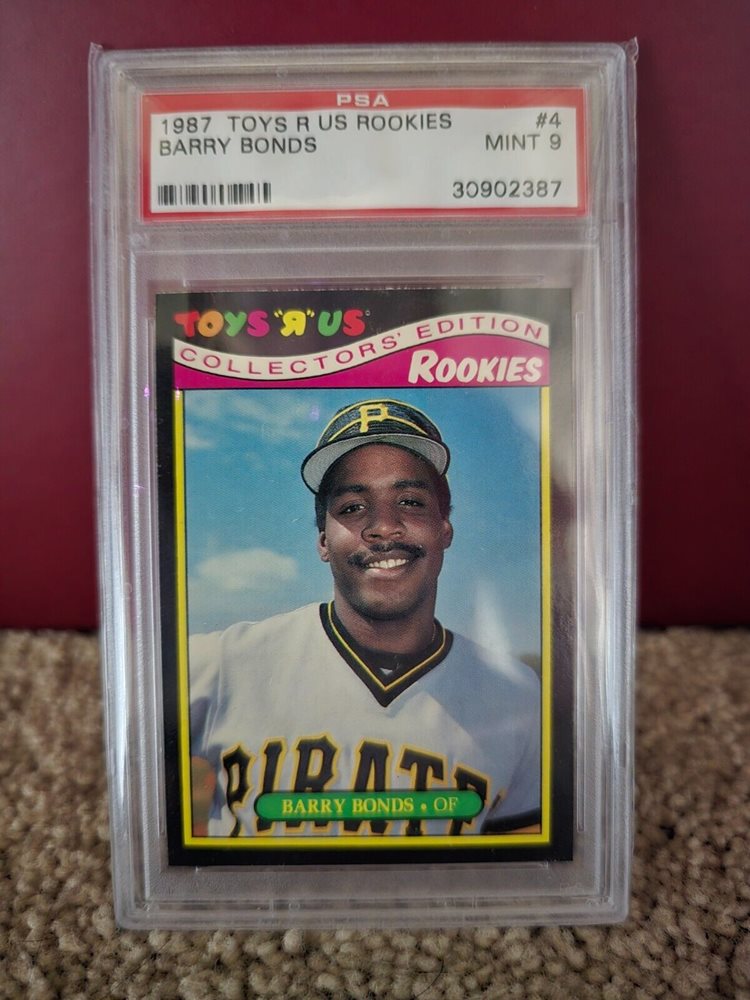 PSA
1987 TOYS R US ROOKIES #4
BARRY BONDS MINT 9
30902387
TOYS "Я" US
COLLECTORS' EDITION
ROOKIES
P
PIRATE
BARRY BONDS • OF